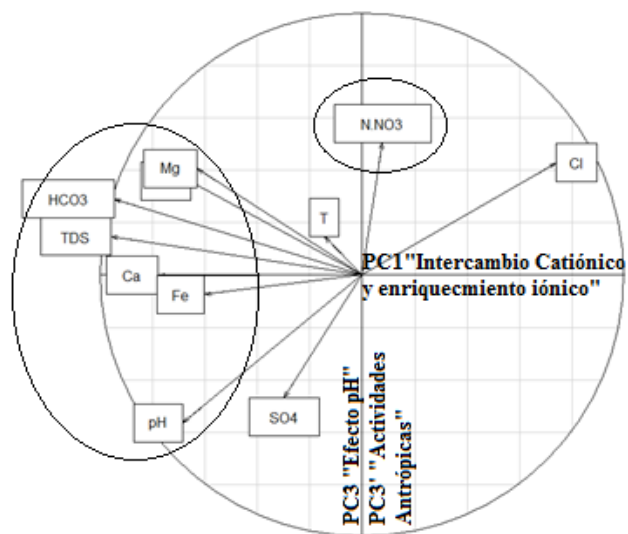 N.NO3
Cl
Mg
HCO3
T
TDS
PC1"Intercambio Catiónico
y enriquecmiento iónico"
Ca
Fe
pH
SO4
PC3 "Efecto pH"
PC3' "Actividades
Antrópicas"